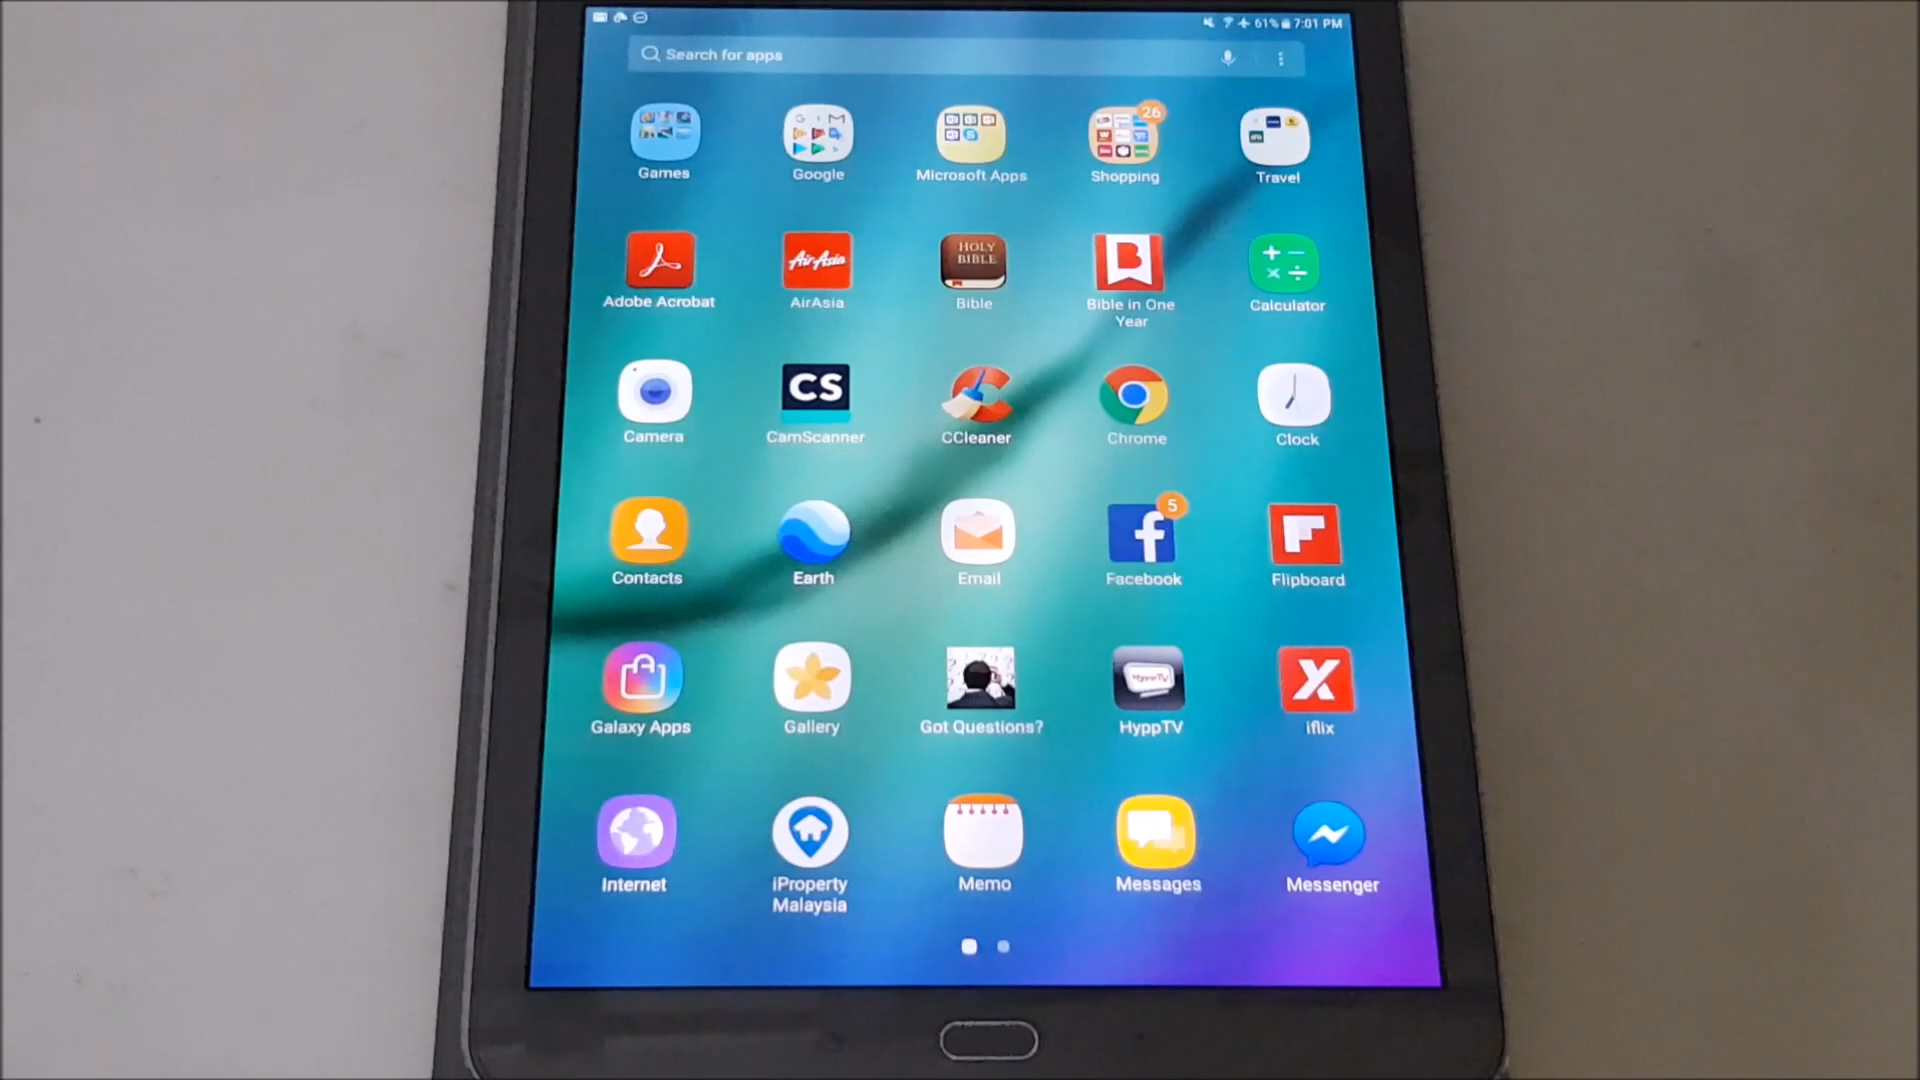 61% 7:01 PM
Search for apps
26
Games
Google
Microsoft Apps
Shopping
Travel
HOLY
BIBLE
B
AirAsia
Adobe Acrobat
AirAsia
Bible
Bible in One
Year
Calculator
CS
Camera
CamScanner
CCleaner
Chrome
Clock
5
Contacts
Earth
Email
Facebook
Flipboard
HyppTV
Galaxy Apps
Gallery
Got Questions?
HyppTV
iflix
Internet
iProperty
Malaysia
Memo
Messages
Messenger